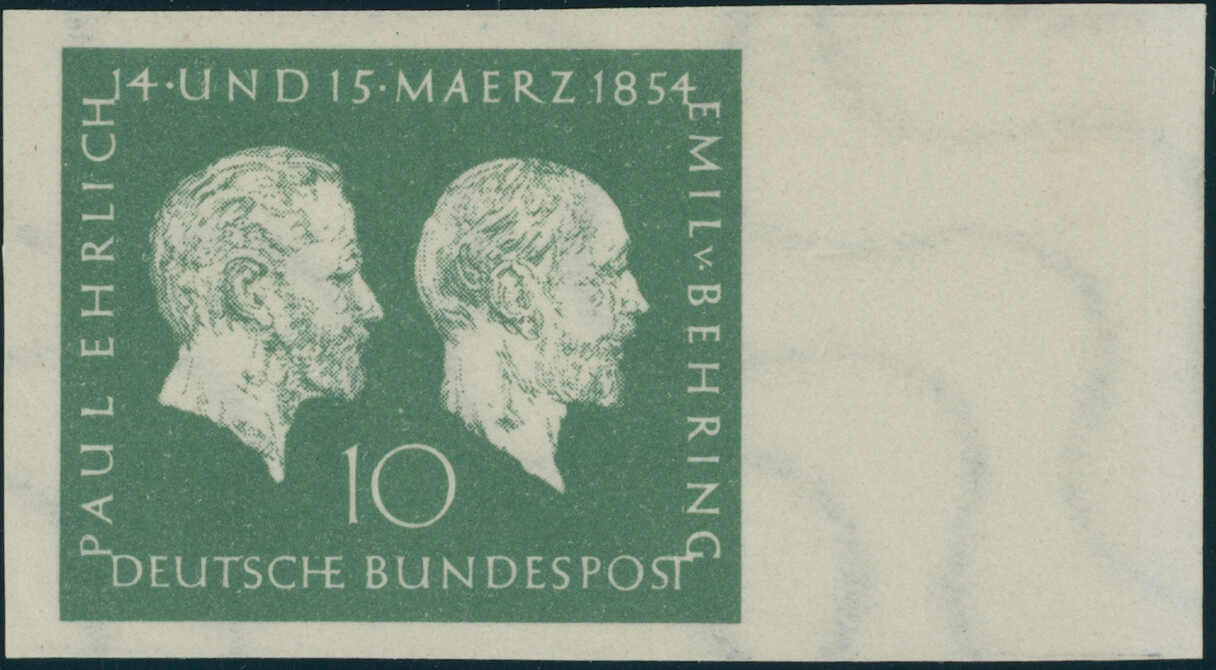 14·UND 15·MAERZ 1854
PAUL EHRLICH
EMIL v. BEHRING
10
DEUTSCHE BUNDESPOST